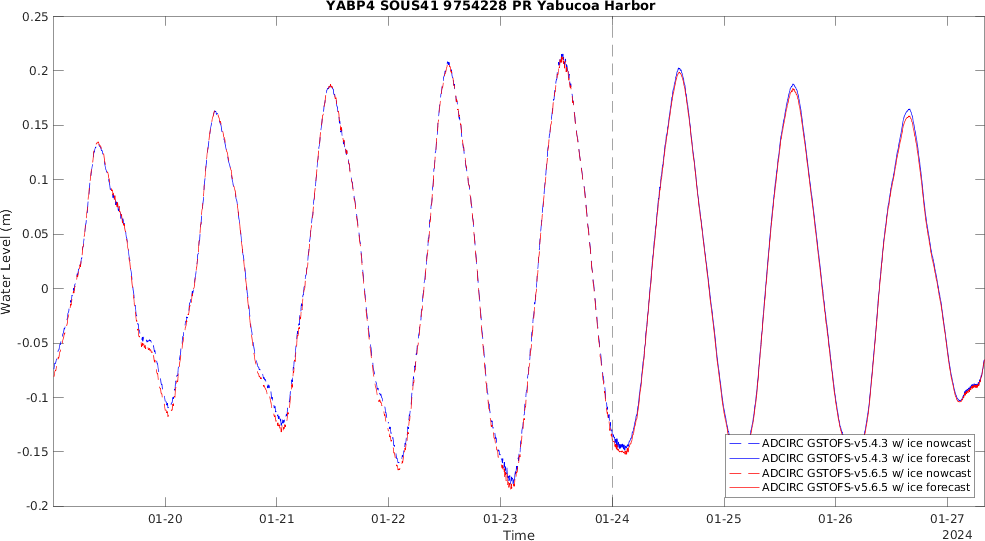 YABP4 SOUS41 9754228 PR Yabucoa Harbor
0.25
0.2
0.15
0.1
0.05
0
-0.05
-0.1
-0.15
-0.2
Water Level (m)
01-20 01-21 01-22 01-23 01-24 01-25 01-26 01-27
Time
2024
ADCIRC GSTOFS-v5.4.3 w/ ice nowcast
ADCIRC GSTOFS-v5.4.3 w/ ice forecast
ADCIRC GSTOFS-v5.6.5 w/ ice nowcast
ADCIRC GSTOFS-v5.6.5 w/ ice forecast